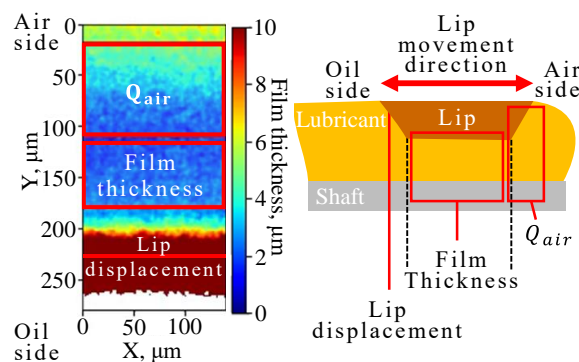 Air
side
0
50
100
150
200
250
Y, μm
Oil
side
0
50
100
X, μm
Q_air
Film
thickness
Lip
displacement
10
8
6
4
2
0
Film thickness, μm
Lip
movement
direction
Oil
side
Air
side
Lubricant
Lip
Shaft
Q_air
Film
Thickness
Lip
displacement